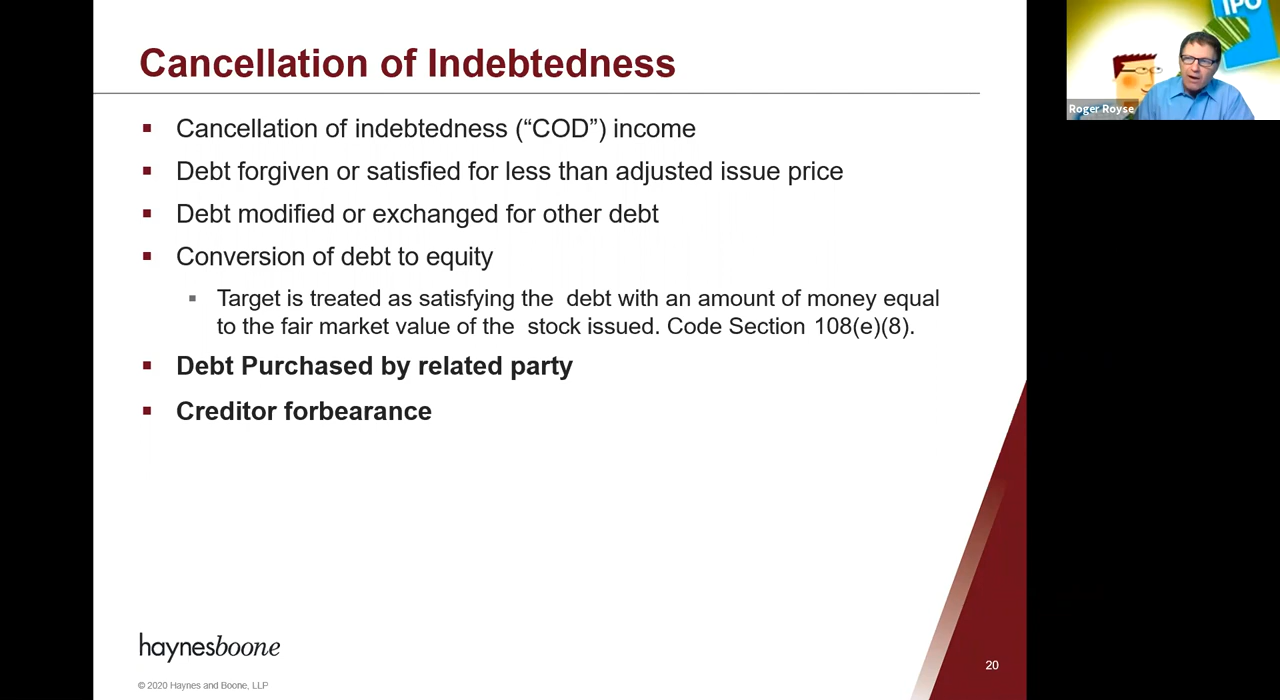 Cancellation of Indebtedness
Cancellation of indebtedness (“COD”) income
Debt forgiven or satisfied for less than adjusted issue price
Debt modified or exchanged for other debt
Conversion of debt to equity
Target is treated as satisfying the debt with an amount of money equal
to the fair market value of the stock issued. Code Section 108(e)(8).
Debt Purchased by related party
Creditor forbearance
haynesboone
© 2020 Haynes and Boone, LLP
20
IPO
Roger Royse